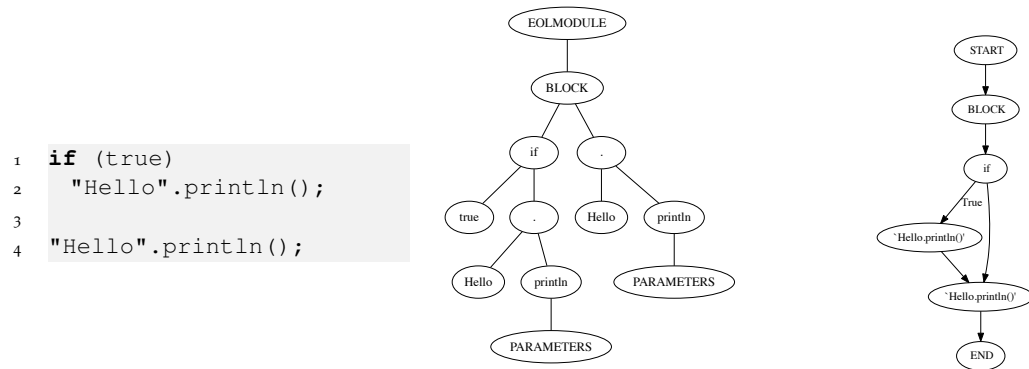 1 if (true)
2 "Hello".println();
3
4 "Hello".println();
EOLMODULE
BLOCK
if .
true . Hello println
Hello println PARAMETERS
PARAMETERS
START
BLOCK
if
True
`Hello.println()'
`Hello.println()'
END